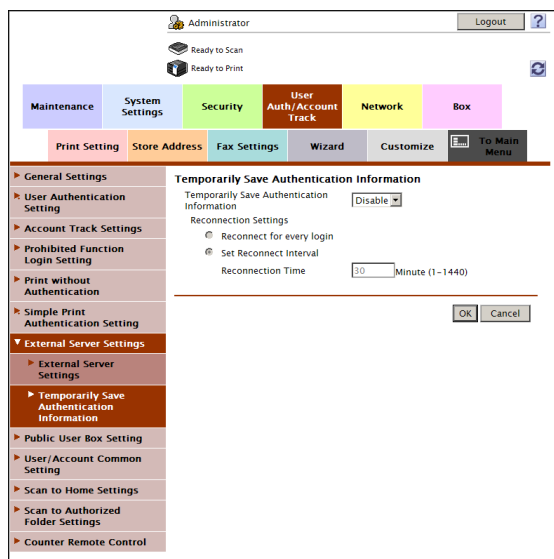 Administrator
Logout
?
Ready to Scan
Ready to Print
Maintenance
System
Settings
Security
User
Auth/Account
Track
Network
Box
Print Setting
Store Address
Fax Settings
Wizard
Customize
To Main
Menu
General Settings
User Authentication
Setting
Account Track Settings
Prohibited Function
Login Setting
Print without
Authentication
Simple Print
Authentication Setting
External Server Settings
External Server
Settings
Temporarily Save
Authentication
Information
Public User Box Setting
User/Account Common
Setting
Scan to Home Settings
Scan to Authorized
Folder Settings
Counter Remote Control
Temporarily Save Authentication Information
Temporarily Save Authentication
Information
Disable
Reconnection Settings
Reconnect for every login
Set Reconnect Interval
Reconnection Time
30
Minute (1-1440)
OK
Cancel